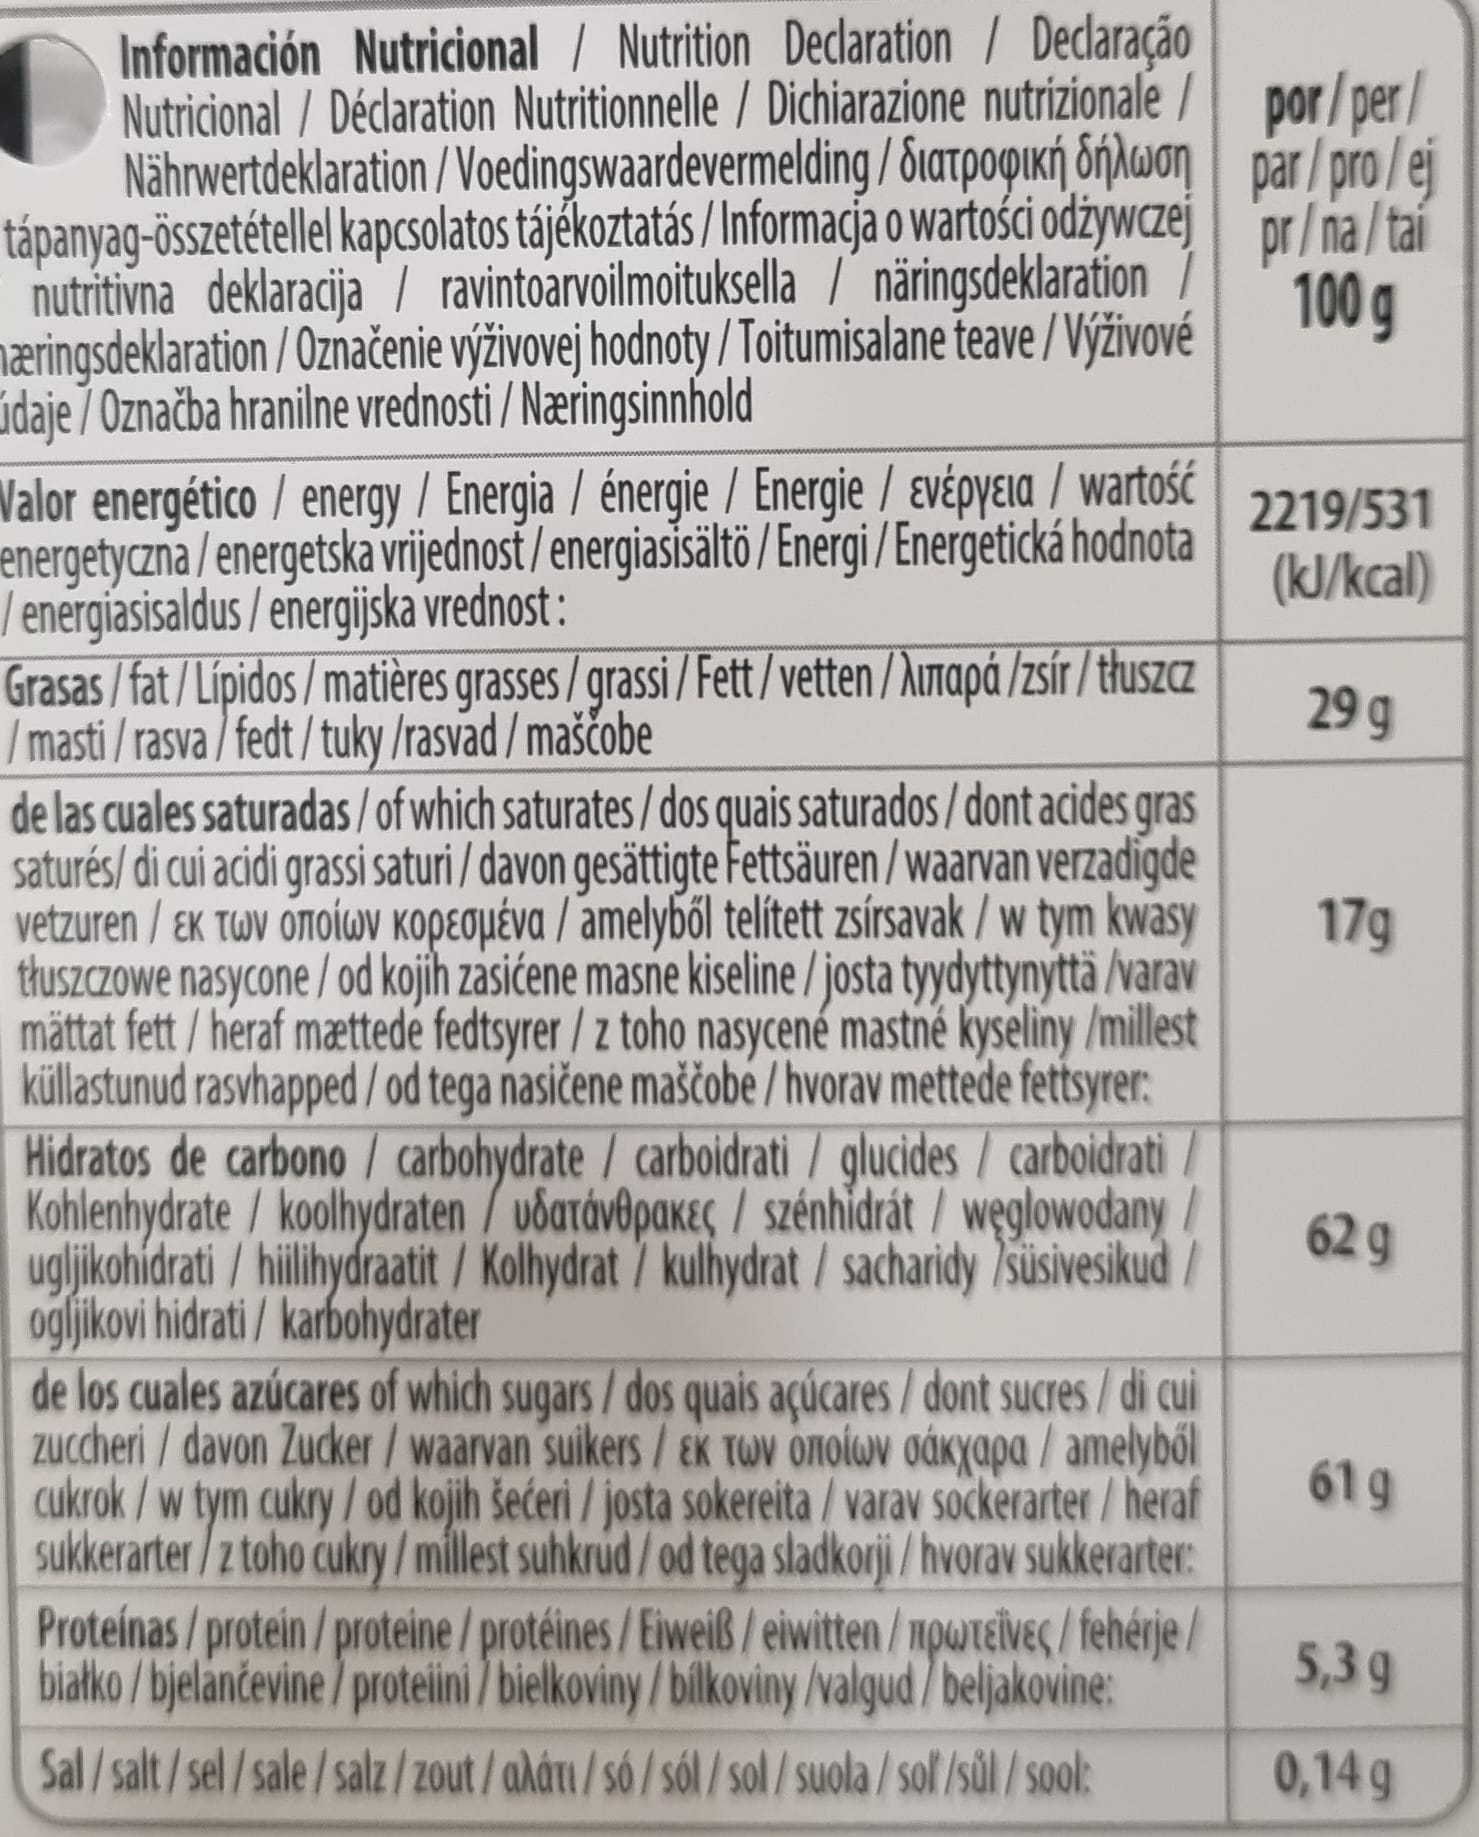 Información Nutricional / Nutrition Declaration / Declaração
Nutricional / Déclaration Nutritionnelle / Dichiarazione nutrizionale /
Nährwertdeklaration / Voedingswaardevermelding / διατροφική δήλωση
tápanyag-összetétellel kapcsolatos tájékoztatás / Informacja o wartości odżywczej
nutritivna deklaracija / ravintoarvoilmoituksella / näringsdeklaration /
næringsdeklaration / Označenie výživovej hodnoty / Toitumisalane teave / Výživové
údaje / Označba hranilne vrednosti / Næringsinnhold
por / per /
par / pro / ej
pr / na / tai
100 g
Valor energético / energy / Energia / énergie / Energie / ενέργεια / wartość
energetyczna / energetska vrijednost / energiasisältö / Energi / Energetická hodnota
/ energiasisaldus / energijska vrednost :
2219/531
(kJ/kcal)
Grasas / fat / Lípidos / matières grasses / grassi / Fett / vetten / λιπαρά /zsír / tłuszcz
/ masti / rasva / fedt / tuky /rasvad / maščobe
29 g
de las cuales saturadas / of which saturates / dos quais saturados / dont acides gras
saturés/ di cui acidi grassi saturi / davon gesättigte Fettsäuren / waarvan verzadigde
vetzuren / εκ των οποίων κορεσμένα / amelyből telített zsírsavak / w tym kwasy
tłuszczowe nasycone / od kojih zasićene masne kiseline / josta tyydyttynyttä /varav
mättat fett / heraf mættede fedtsyrer / z toho nasycené mastné kyseliny /millest
küllastunud rasvhapped / od tega nasičene maščobe / hvorav mettede fettsyrer:
17g
Hidratos de carbono / carbohydrate / carboidrati / glucides / carboidrati /
Kohlenhydrate / koolhydraten / υδατάνθρακες / szénhidrát / węglowodany /
ugljikohidrati / hiilihydraatit / Kolhydrat / kulhydrat / sacharidy /süsivesikud /
ogljikovi hidrati / karbohydrater
62 g
de los cuales azúcares of which sugars / dos quais açúcares / dont sucres / di cui
zuccheri / davon Zucker / waarvan suikers / εκ των οποίων σάκχαρα / amelyből
cukrok / w tym cukry / od kojih šećeri / josta sokereita / varav sockerarter / heraf
sukkerarter / z toho cukry / millest suhkrud / od tega sladkorji / hvorav sukkerarter:
61 g
Proteínas / protein / proteine / protéines / Eiweiß / eiwitten / πρωτεΐνες / fehérje /
białko / bjelančevine / proteiini / bielkoviny / bílkoviny /valgud / beljakovine:
5,3 g
Sal / salt / sel / sale / salz / zout / αλάτι / só / sól / sol / suola / soľ /sůl / sool:
0,14 g